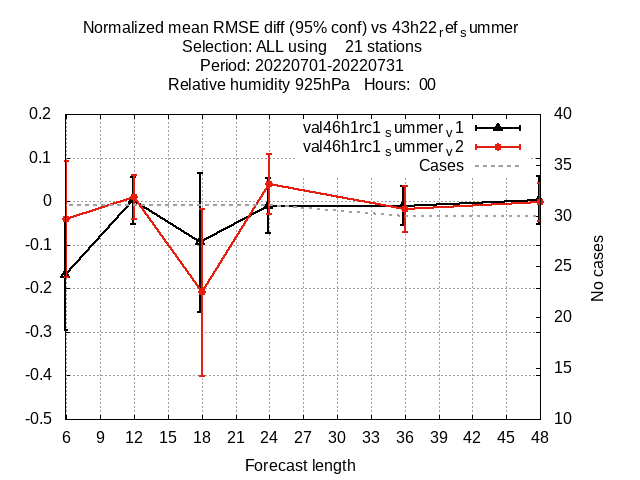 Normalized mean RMSE diff (95% conf) vs 43h22refsummer
Selection: ALL using    21 stations
Period: 20220701-20220731
Relative humidity 925hPa   Hours:  00
val46h1rc1summerv1
val46h1rc1summerv2
Cases
0.2
0.1
0
-0.1
-0.2
-0.3
-0.4
-0.5
40
35
30
25
20
15
10
No cases
6 9 12 15 18 21 24 27 30 33 36 39 42 45 48
Forecast length